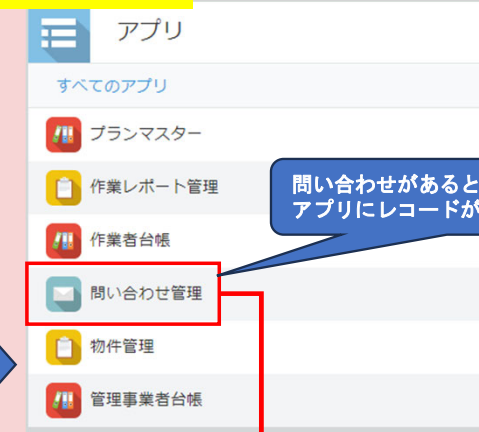 アプリ
すべてのアプリ
プランマスター
作業レポート管理
問い合わせがあると
アプリにレコードが
作業者台帳
問い合わせ管理
物件管理
管理事業者台帳